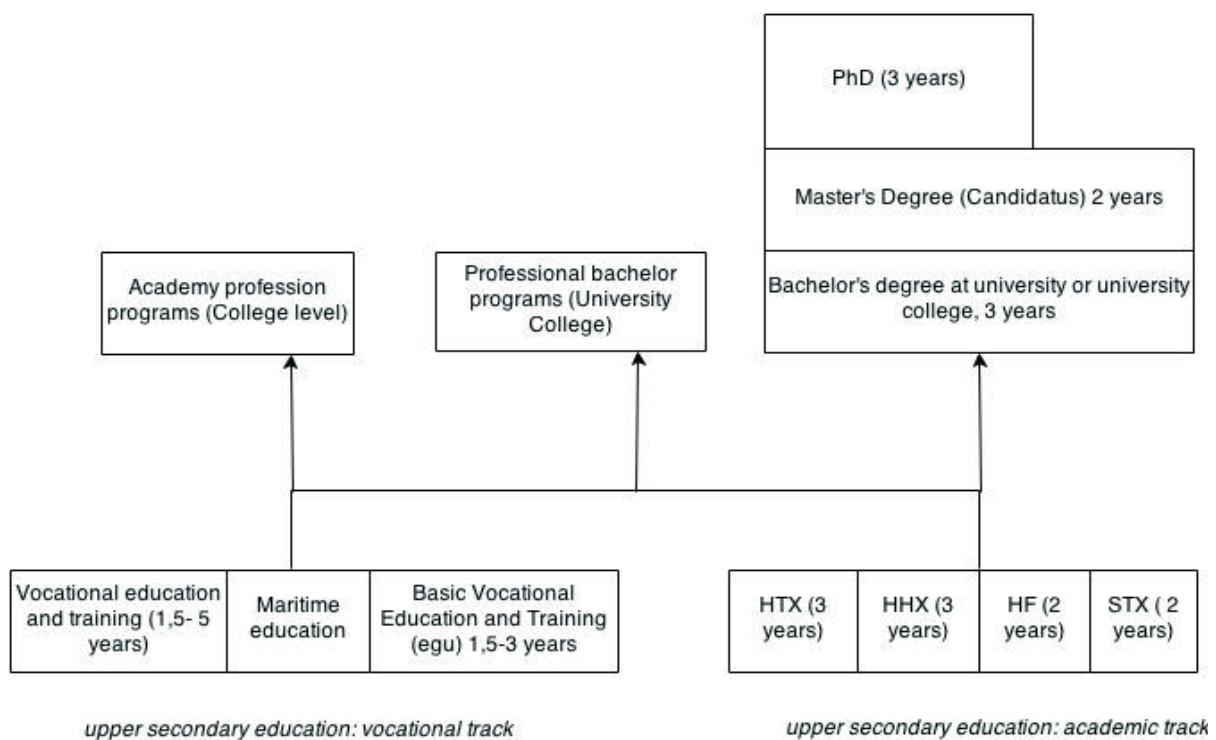 PhD (3 years)
Master's Degree (Candidatus) 2 years
Academy profession
programs (College level)
Professional bachelor
programs (University
College)
Bachelor's degree at university or university
college, 3 years
Vocational education
and training (1,5- 5
years)
Maritime
education
Basic Vocational
Education and Training
(egu) 1,5-3 years
HTX (3
years)
HHX (3
years)
HF (2
years)
STX ( 2
years)
upper secondary education: vocational track
upper secondary education: academic track